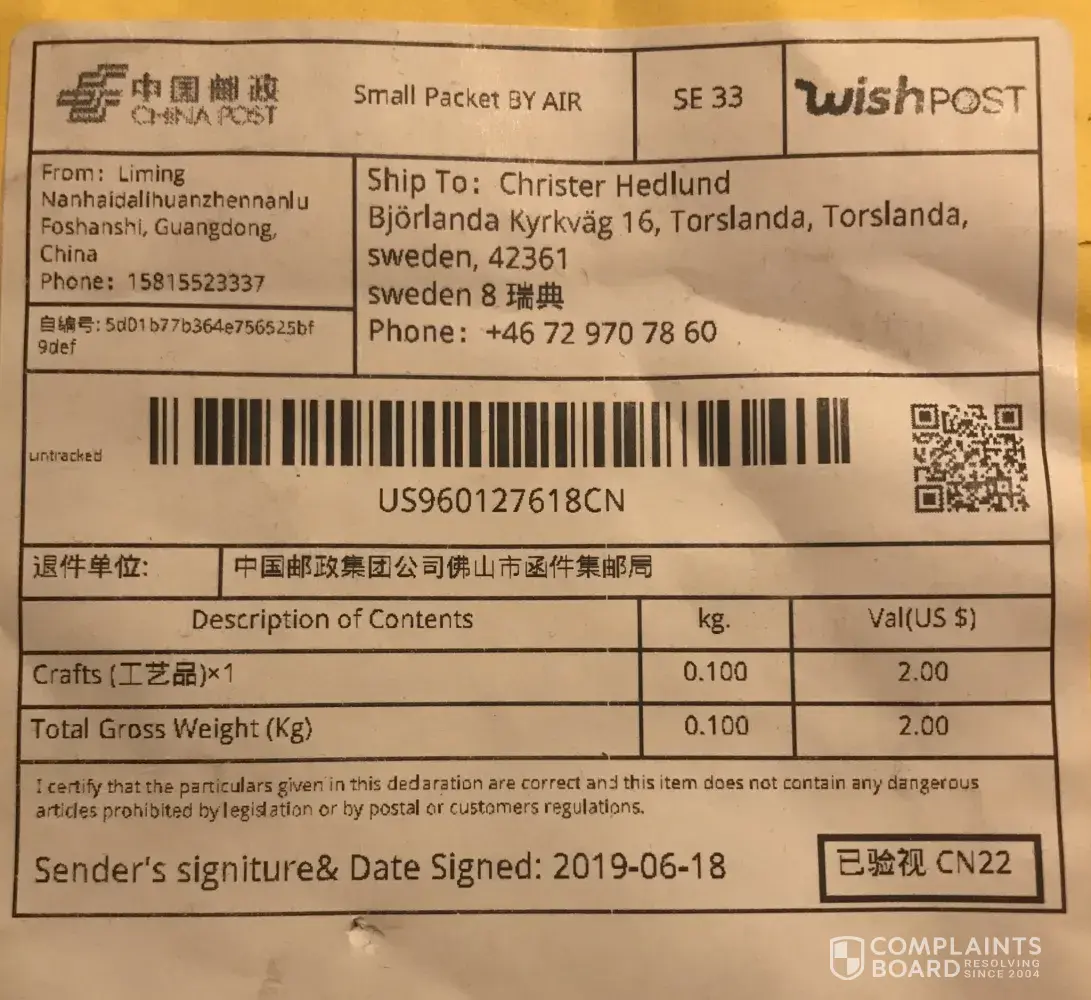 中国邮政
CHINA POST
Small Packet BY AIR
SE 33
wishPOST
From: Liming
Nanhaidalihuanzhennanlu
Foshanshi, Guangdong,
China
Phone: 15815523337
自编号: 5d01b77b364e756525bf
9def
Ship To: Christer Hedlund
Björlanda Kyrkväg 16, Torslanda, Torslanda,
sweden, 42361
sweden 8 瑞典
Phone: +46 72 970 78 60
untracked
US960127618CN
退件单位:
中国邮政集团公司佛山市函件集邮局
Description of Contents
kg.
Val(US $)
Crafts (工艺品)×1
0.100
2.00
Total Gross Weight (Kg)
0.100
2.00
I certify that the particulars given in this declaration are correct and this item does not contain any dangerous
articles prohibited by legislation or by postal or customers regulations.
Sender's signiture& Date Signed: 2019-06-18
已验视 CN22
COMPLAINTS
BOARD RESOLVING
SINCE 2004